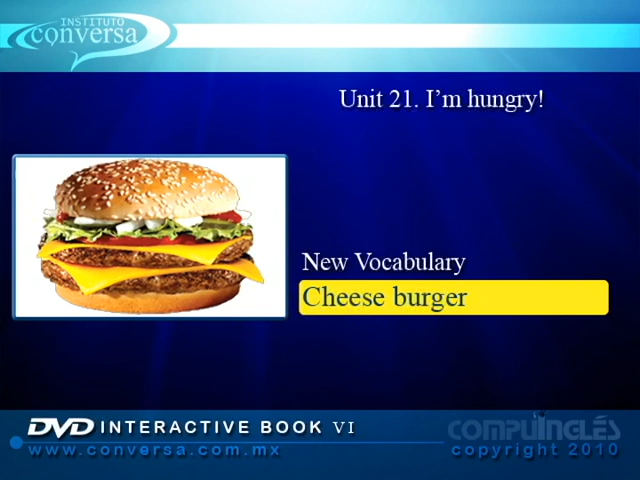 INSTITUTO
conversa
Unit 21. I'm hungry!
New Vocabulary
Cheese burger
DVD INTERACTIVE BOOK VI
COMPUINGLÉS
www.conversa.com.mx
copyright 2010